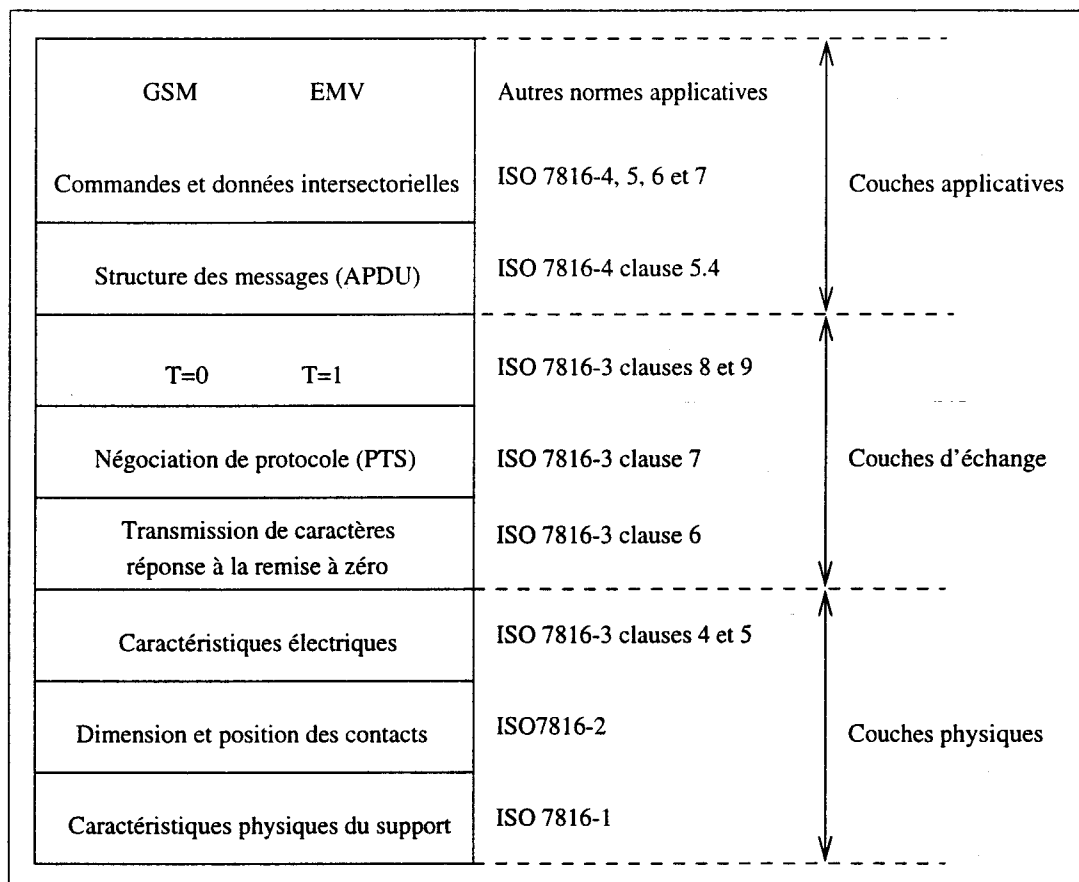 GSM EMV Autres normes applicatives
Commandes et données intersectorielles ISO 7816-4, 5, 6 et 7 Couches applicatives
Structure des messages (APDU) ISO 7816-4 clause 5.4
T=0 T=1 ISO 7816-3 clauses 8 et 9
Négociation de protocole (PTS) ISO 7816-3 clause 7 Couches d'échange
Transmission de caractères
réponse à la remise à zéro ISO 7816-3 clause 6
Caractéristiques électriques ISO 7816-3 clauses 4 et 5
Dimension et position des contacts ISO7816-2 Couches physiques
Caractéristiques physiques du support ISO 7816-1